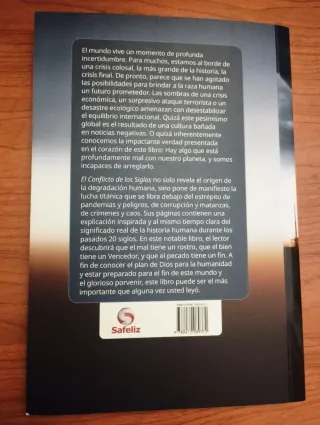 El mundo vive un momento de profunda
incertidumbre. Para muchos, estamos al borde de
una crisis colosal, la más grande de la historia, la
crisis final. De pronto, parece que se han agotado
las posibilidades para brindar a la raza humana
un futuro prometedor. Las sombras de una crisis
económica, un sorpresivo ataque terrorista o un
desastre ecológico amenazan con desestabilizar
el equilibrio internacional. Quizá este pesimismo
global es el resultado de una cultura bañada
en noticias negativas. O quizá inherentemente
conocemos la impactante verdad presentada
en el corazón de este libro: Hay algo que está
profundamente mal con nuestro planeta, y somos
incapaces de arreglarlo.
El Conflicto de los Siglos no solo revela el origen de
la degradación humana, sino pone de manifiesto la
lucha titánica que se libra debajo del estrépito de
pandemias y peligros, de corrupción y matanzas,
de crímenes y caos. Sus páginas contienen una
explicación inspirada y al mismo tiempo clara del
significado real de la historia humana durante los
pasados 20 siglos. En este notable libro, el lector
descubrirá que el mal tiene un rostro, que el bien
tiene un Vencedor, y que el pecado tiene un fin. A
fin de conocer el plan de Dios para la humanidad
y estar preparado para el fin de este mundo y
el glorioso porvenir, este libro puede ser el más
importante que alguna vez usted leyó.
Safeliz